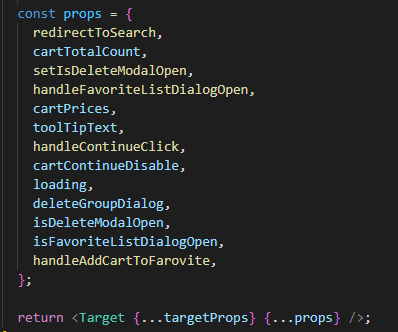 const props = {
redirectToSearch,
cartTotalCount,
setIsDeleteModalOpen,
handleFavoriteListDialogOpen,
cartPrices,
toolTipText,
handleContinueClick,
cartContinueDisable,
loading,
deleteGroupDialog,
isDeleteModalOpen,
isFavoriteListDialogOpen,
handleAddCartToFarovite,
};
return <Target {...targetProps} {...props} />;